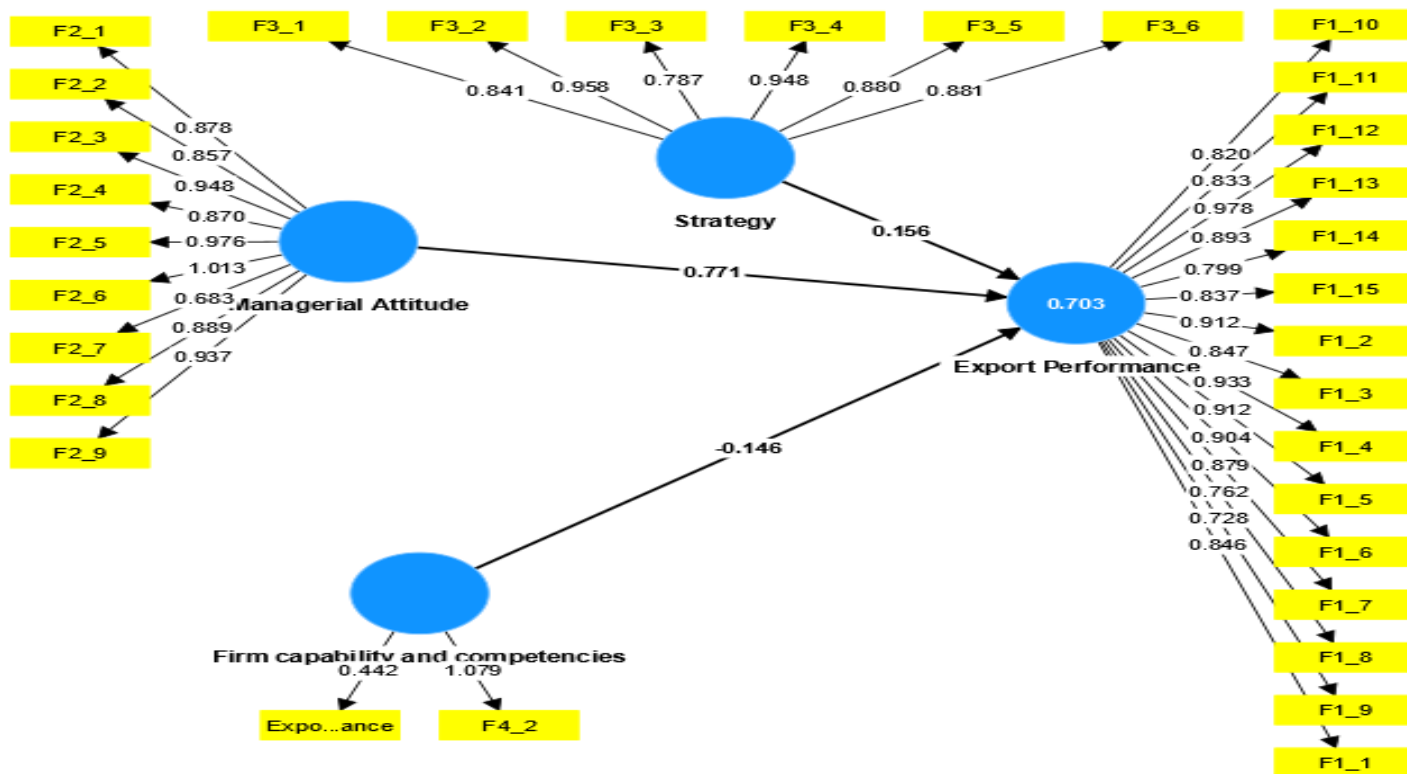 F2_1
F2_2
F2_3
F2_4
F2_5
F2_6
F2_7
F2_8
F2_9
0.878
0.857
0.948
0.870
0.976
1.013
0.683
0.889
0.937
Managerial Attitude
F3_1
F3_2
F3_3
F3_4
F3_5
F3_6
0.841
0.958
0.787
0.948
0.880
0.881
Strategy
0.156
0.771
-0.146
0.703
Export Performance
Firm capability and competencies
0.442
1.079
Expo...ance
F4_2
0.820
0.833
0.978
0.893
0.799
0.837
0.912
0.847
0.933
0.912
0.904
0.879
0.762
0.728
0.846
F1_10
F1_11
F1_12
F1_13
F1_14
F1_15
F1_2
F1_3
F1_4
F1_5
F1_6
F1_7
F1_8
F1_9
F1_1